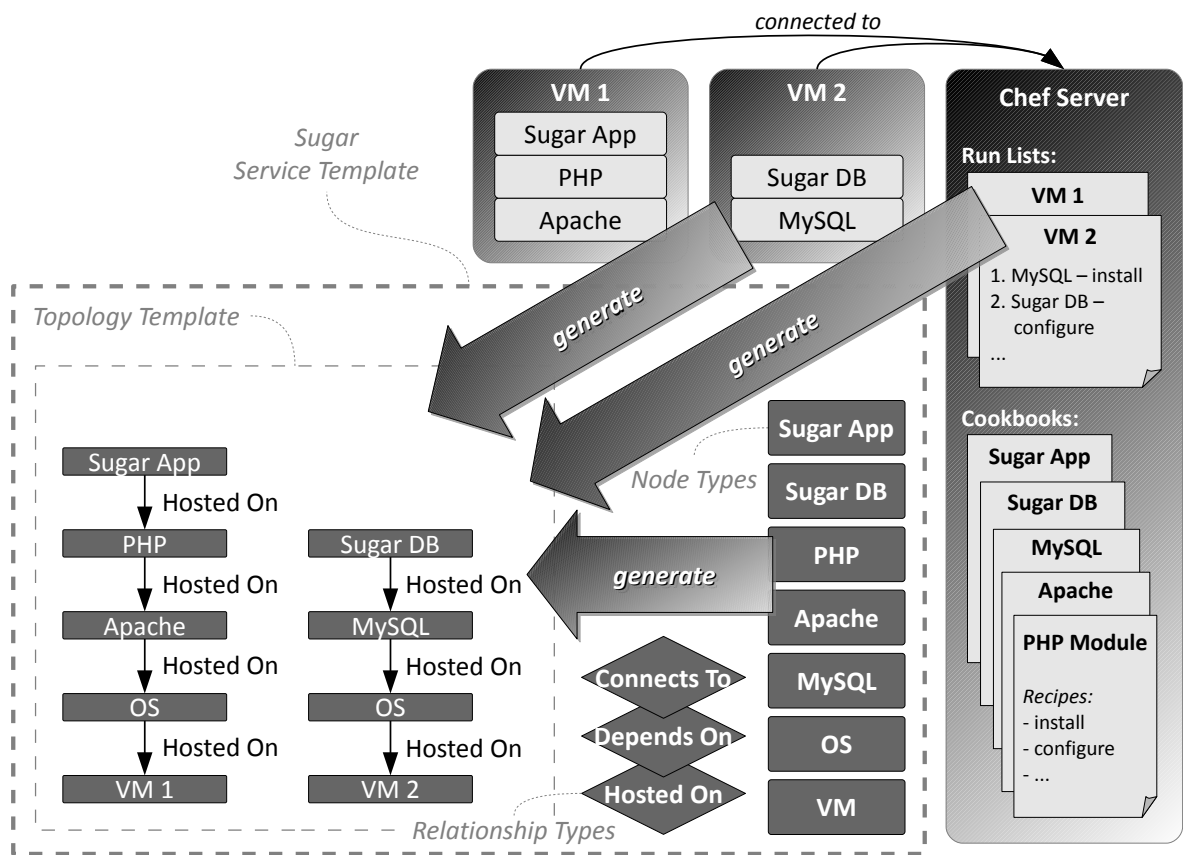 connected to
VM 1
Sugar App
PHP
Apache
VM 2
Sugar DB
MySQL
Chef Server
Run Lists:
VM 1
VM 2
1. MySQL – install
2. Sugar DB –
configure
...
Cookbooks:
Sugar App
Sugar DB
MySQL
Apache
PHP Module
Recipes:
- install
- configure
- ...
Sugar
Service Template
generate
generate
generate
Topology Template
Sugar App
Hosted On
PHP
Hosted On
Apache
Hosted On
OS
Hosted On
VM 1
Sugar DB
Hosted On
MySQL
Hosted On
OS
Hosted On
VM 2
Node Types
Sugar App
Sugar DB
PHP
Apache
MySQL
OS
VM
Connects To
Depends On
Hosted On
Relationship Types